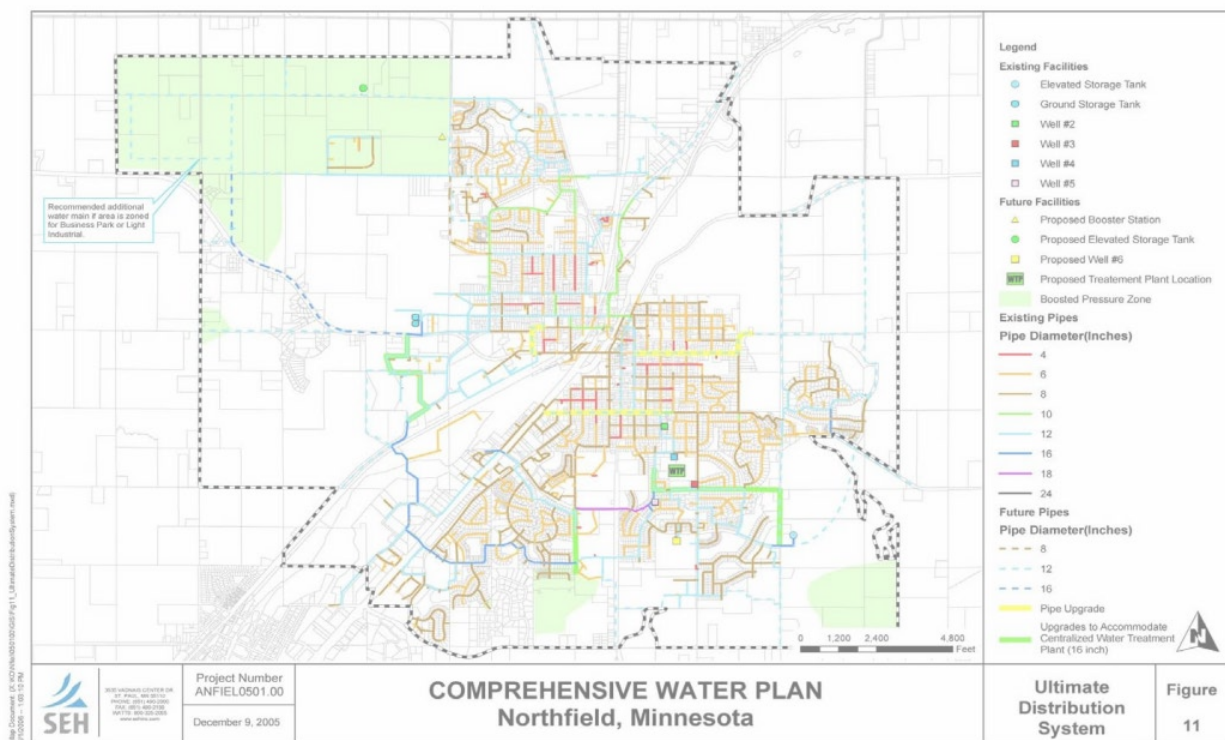 Legend
Existing Facilities
Elevated Storage Tank
Ground Storage Tank
Well #2
Well #3
Well #4
Well #5
Future Facilities
Proposed Booster Station
Proposed Elevated Storage Tank
Proposed Well #6
WTP Proposed Treatement Plant Location
Boosted Pressure Zone
Existing Pipes
Pipe Diameter(Inches)
4
6
8
10
12
16
18
24
Future Pipes
Pipe Diameter(Inches)
8
12
16
Pipe Upgrade
Upgrades to Accommodate
Centralized Water Treatment
Plant (16 inch)
Recommended additional
water main if area is zoned
for Business Park or Light
Industrial.
WTP
N
0 1,200 2,400 4,800
Feet
SEH
Project Number
ANFIEL0501.00
December 9, 2005
COMPREHENSIVE WATER PLAN
Northfield, Minnesota
Ultimate
Distribution
System
Figure
11